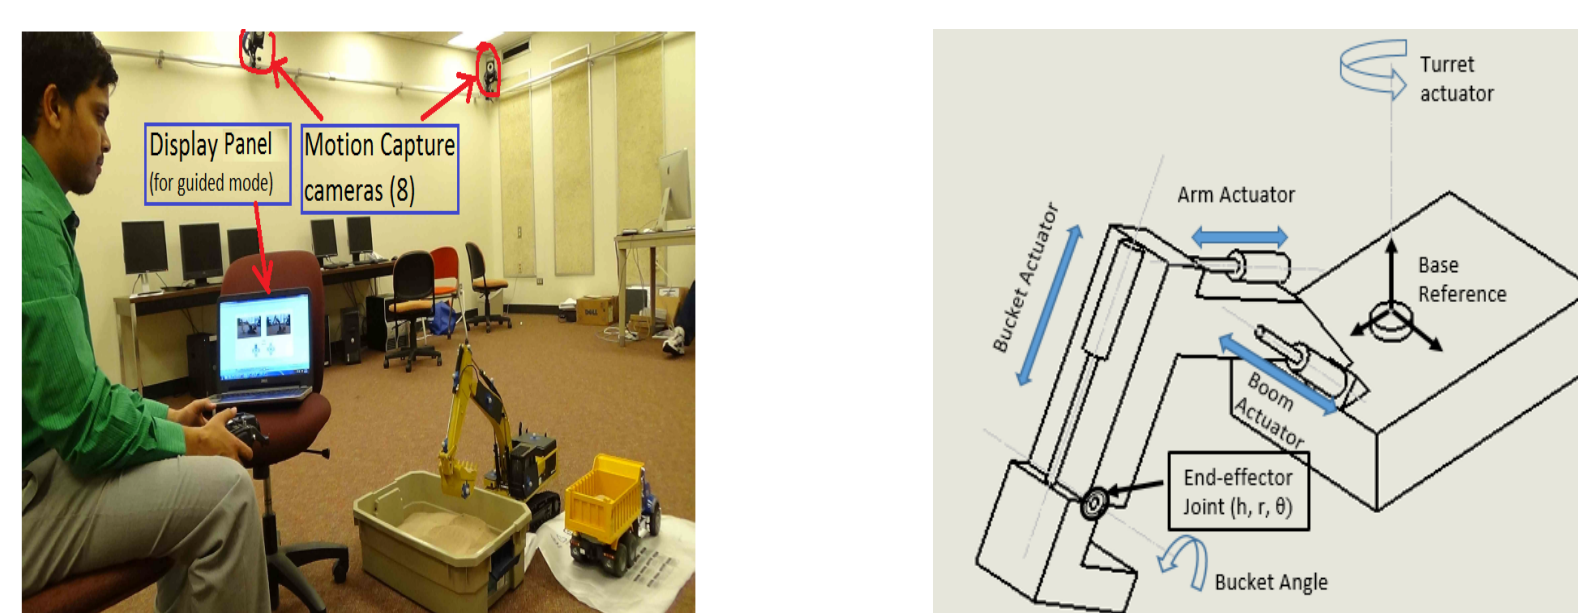 Display Panel
(for guided mode)
Motion Capture
cameras (8)
Turret
actuator
Arm Actuator
Bucket Actuator
Base
Reference
Boom
Actuator
End-effector
Joint (h, r, θ)
Bucket Angle